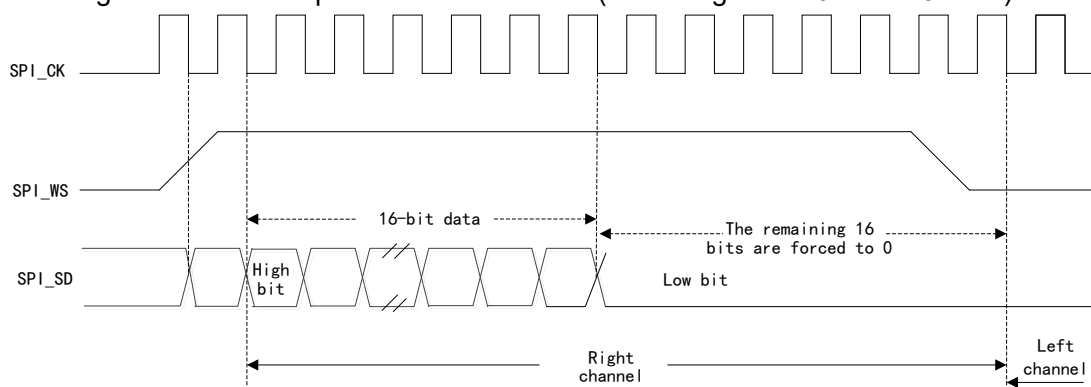 SPI_CK
SPI_WS
16-bit data
The remaining 16
bits are forced to 0
SPI_SD
High
bit
Low bit
Right
channel
Left
channel